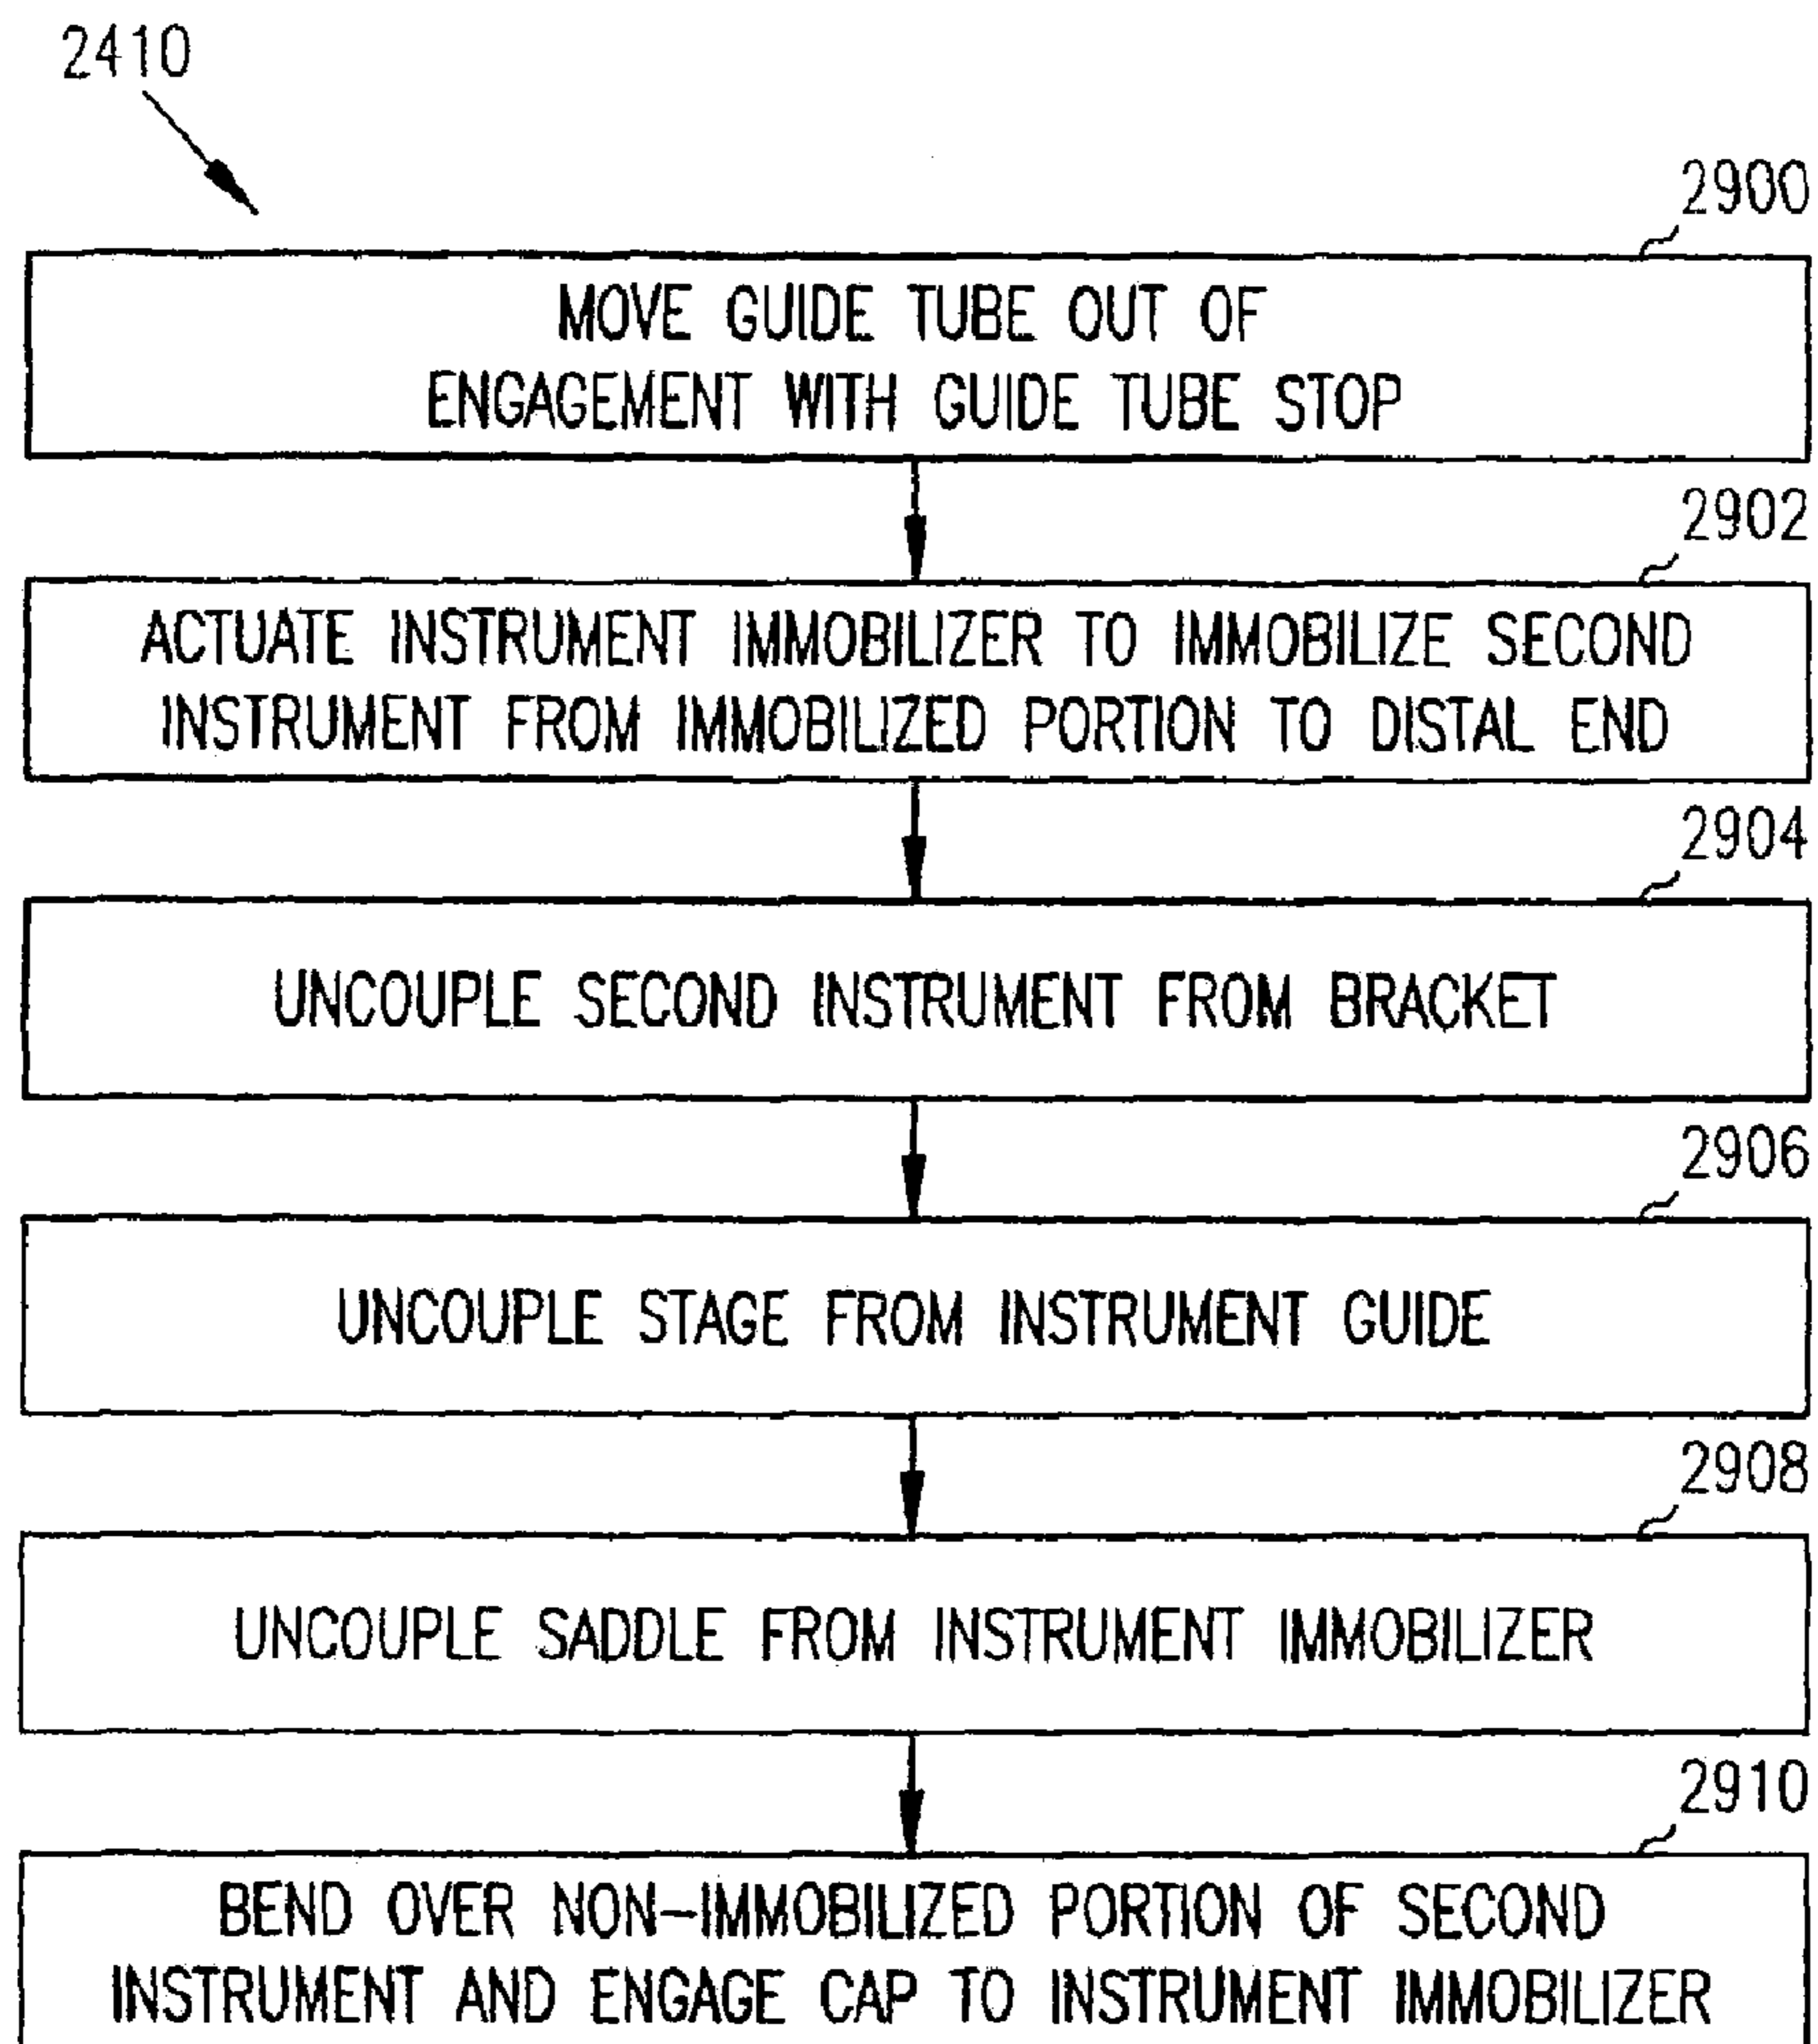 2410
2900
MOVE GUIDE TUBE OUT OF
ENGAGEMENT WITH GUIDE TUBE STOP
2902
ACTUATE INSTRUMENT IMMOBILIZER TO IMMOBILIZE SECOND
INSTRUMENT FROM IMMOBILIZED PORTION TO DISTAL END
2904
UNCOUPLE SECOND INSTRUMENT FROM BRACKET
2906
UNCOUPLE STAGE FROM INSTRUMENT GUIDE
2908
UNCOUPLE SADDLE FROM INSTRUMENT IMMOBILIZER
2910
BEND OVER NON-IMMOBILIZED PORTION OF SECOND
INSTRUMENT AND ENGAGE CAP TO INSTRUMENT IMMOBILIZER